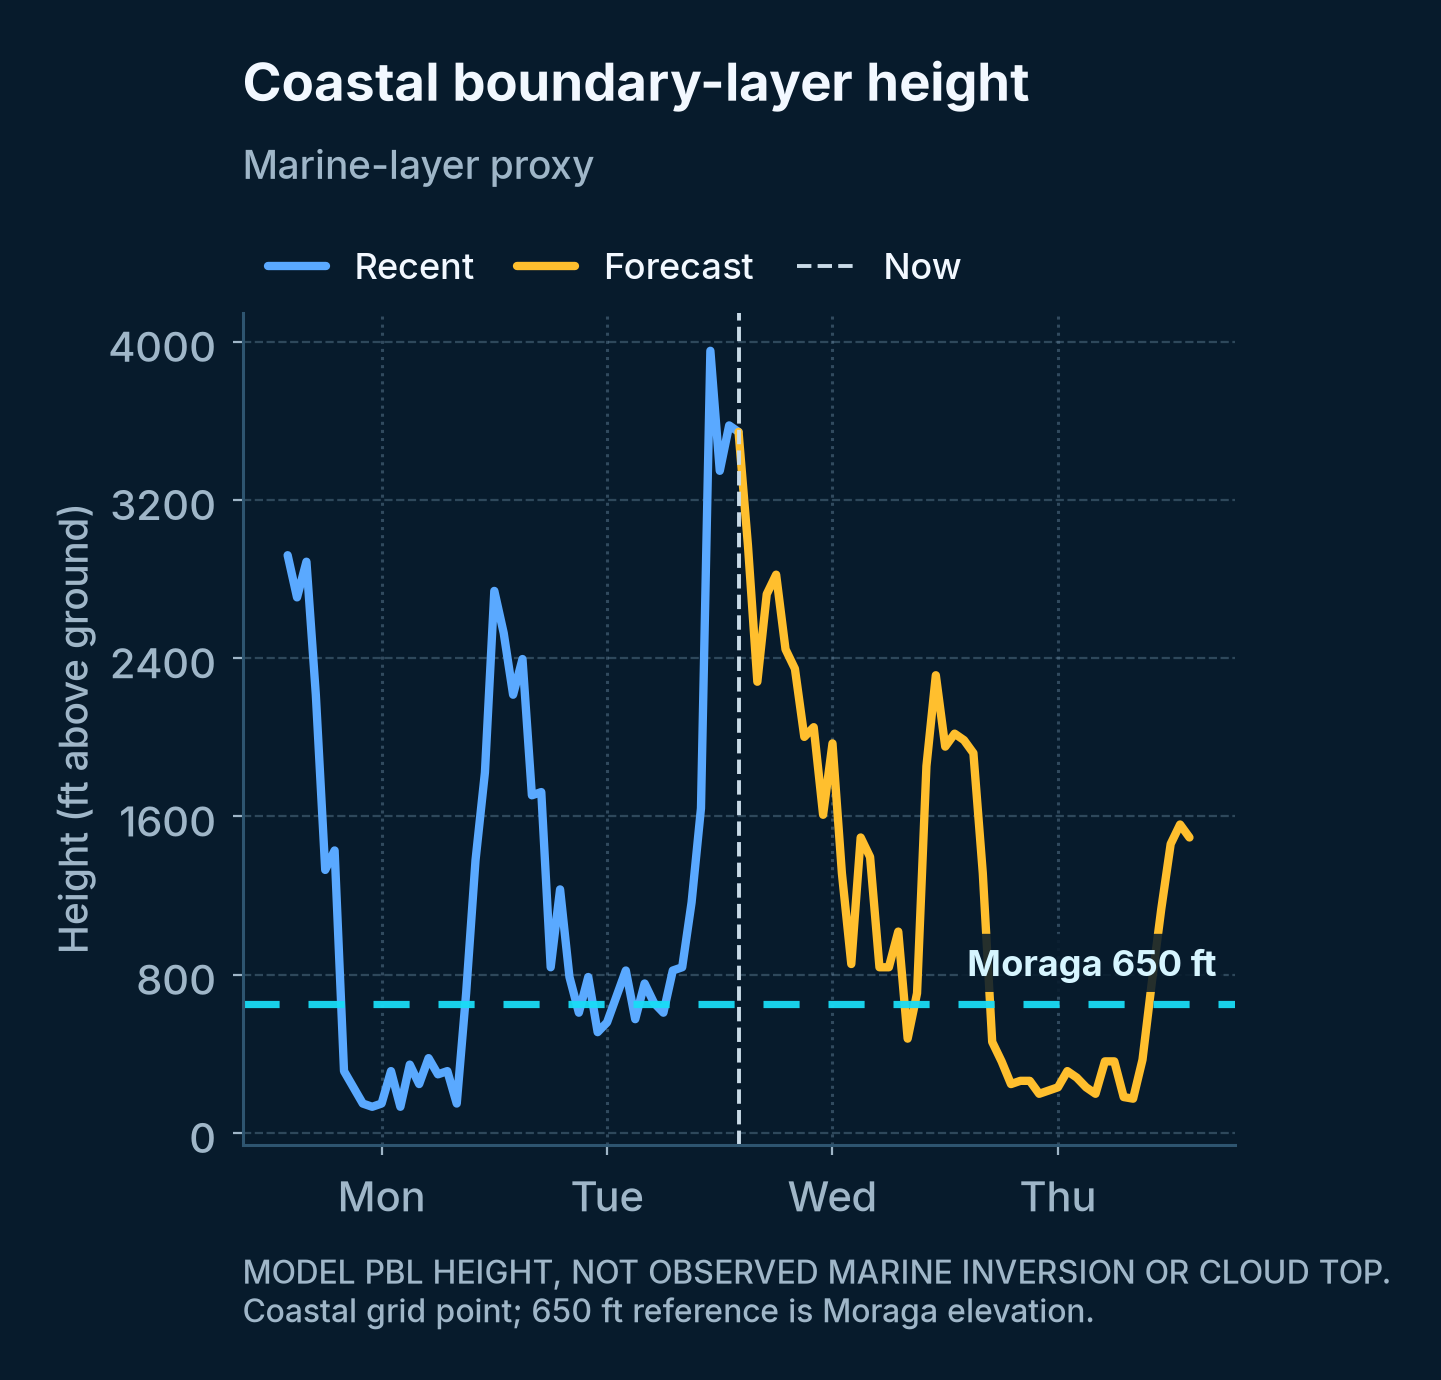 Coastal boundary-layer height
Marine-layer proxy
Recent Forecast Now
Height (ft above ground)
4000
3200
2400
1600
800
0
Moraga 650 ft
Mon Tue Wed Thu
MODEL PBL HEIGHT, NOT OBSERVED MARINE INVERSION OR CLOUD TOP.
Coastal grid point; 650 ft reference is Moraga elevation.